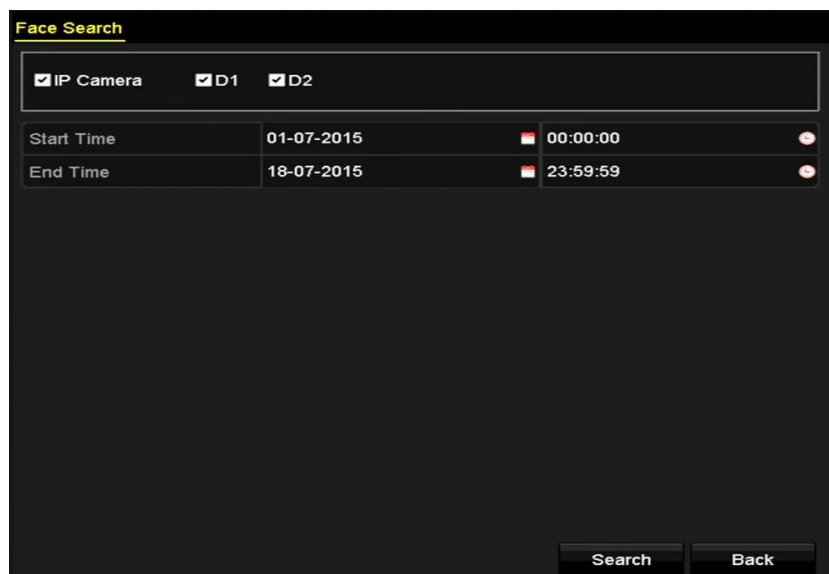 Face Search
IP Camera D1 D2
Start Time 01-07-2015 00:00:00
End Time 18-07-2015 23:59:59
Search Back